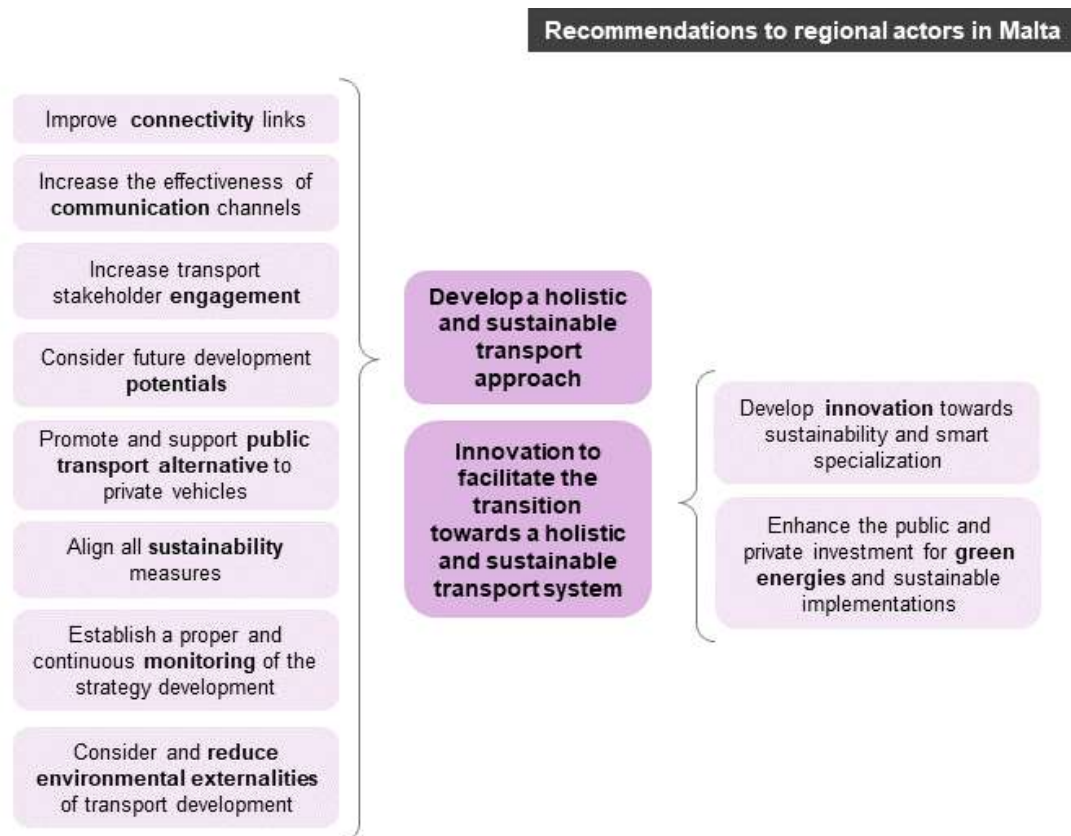 Recommendations to regional actors in Malta
Improve connectivity links
Increase the effectiveness of
communication channels
Increase transport
stakeholder engagement
Consider future development
potentials
Promote and support public
transport alternative to
private vehicles
Align all sustainability
measures
Establish a proper and
continuous monitoring of the
strategy development
Consider and reduce
environmental externalities
of transport development
Develop a holistic
and sustainable
transport
approach
Innovation to
facilitate the
transition
towards a holistic
and sustainable
transport system
Develop innovation towards
sustainability and smart
specialization
Enhance the public and
private investment for green
energies and sustainable
implementations